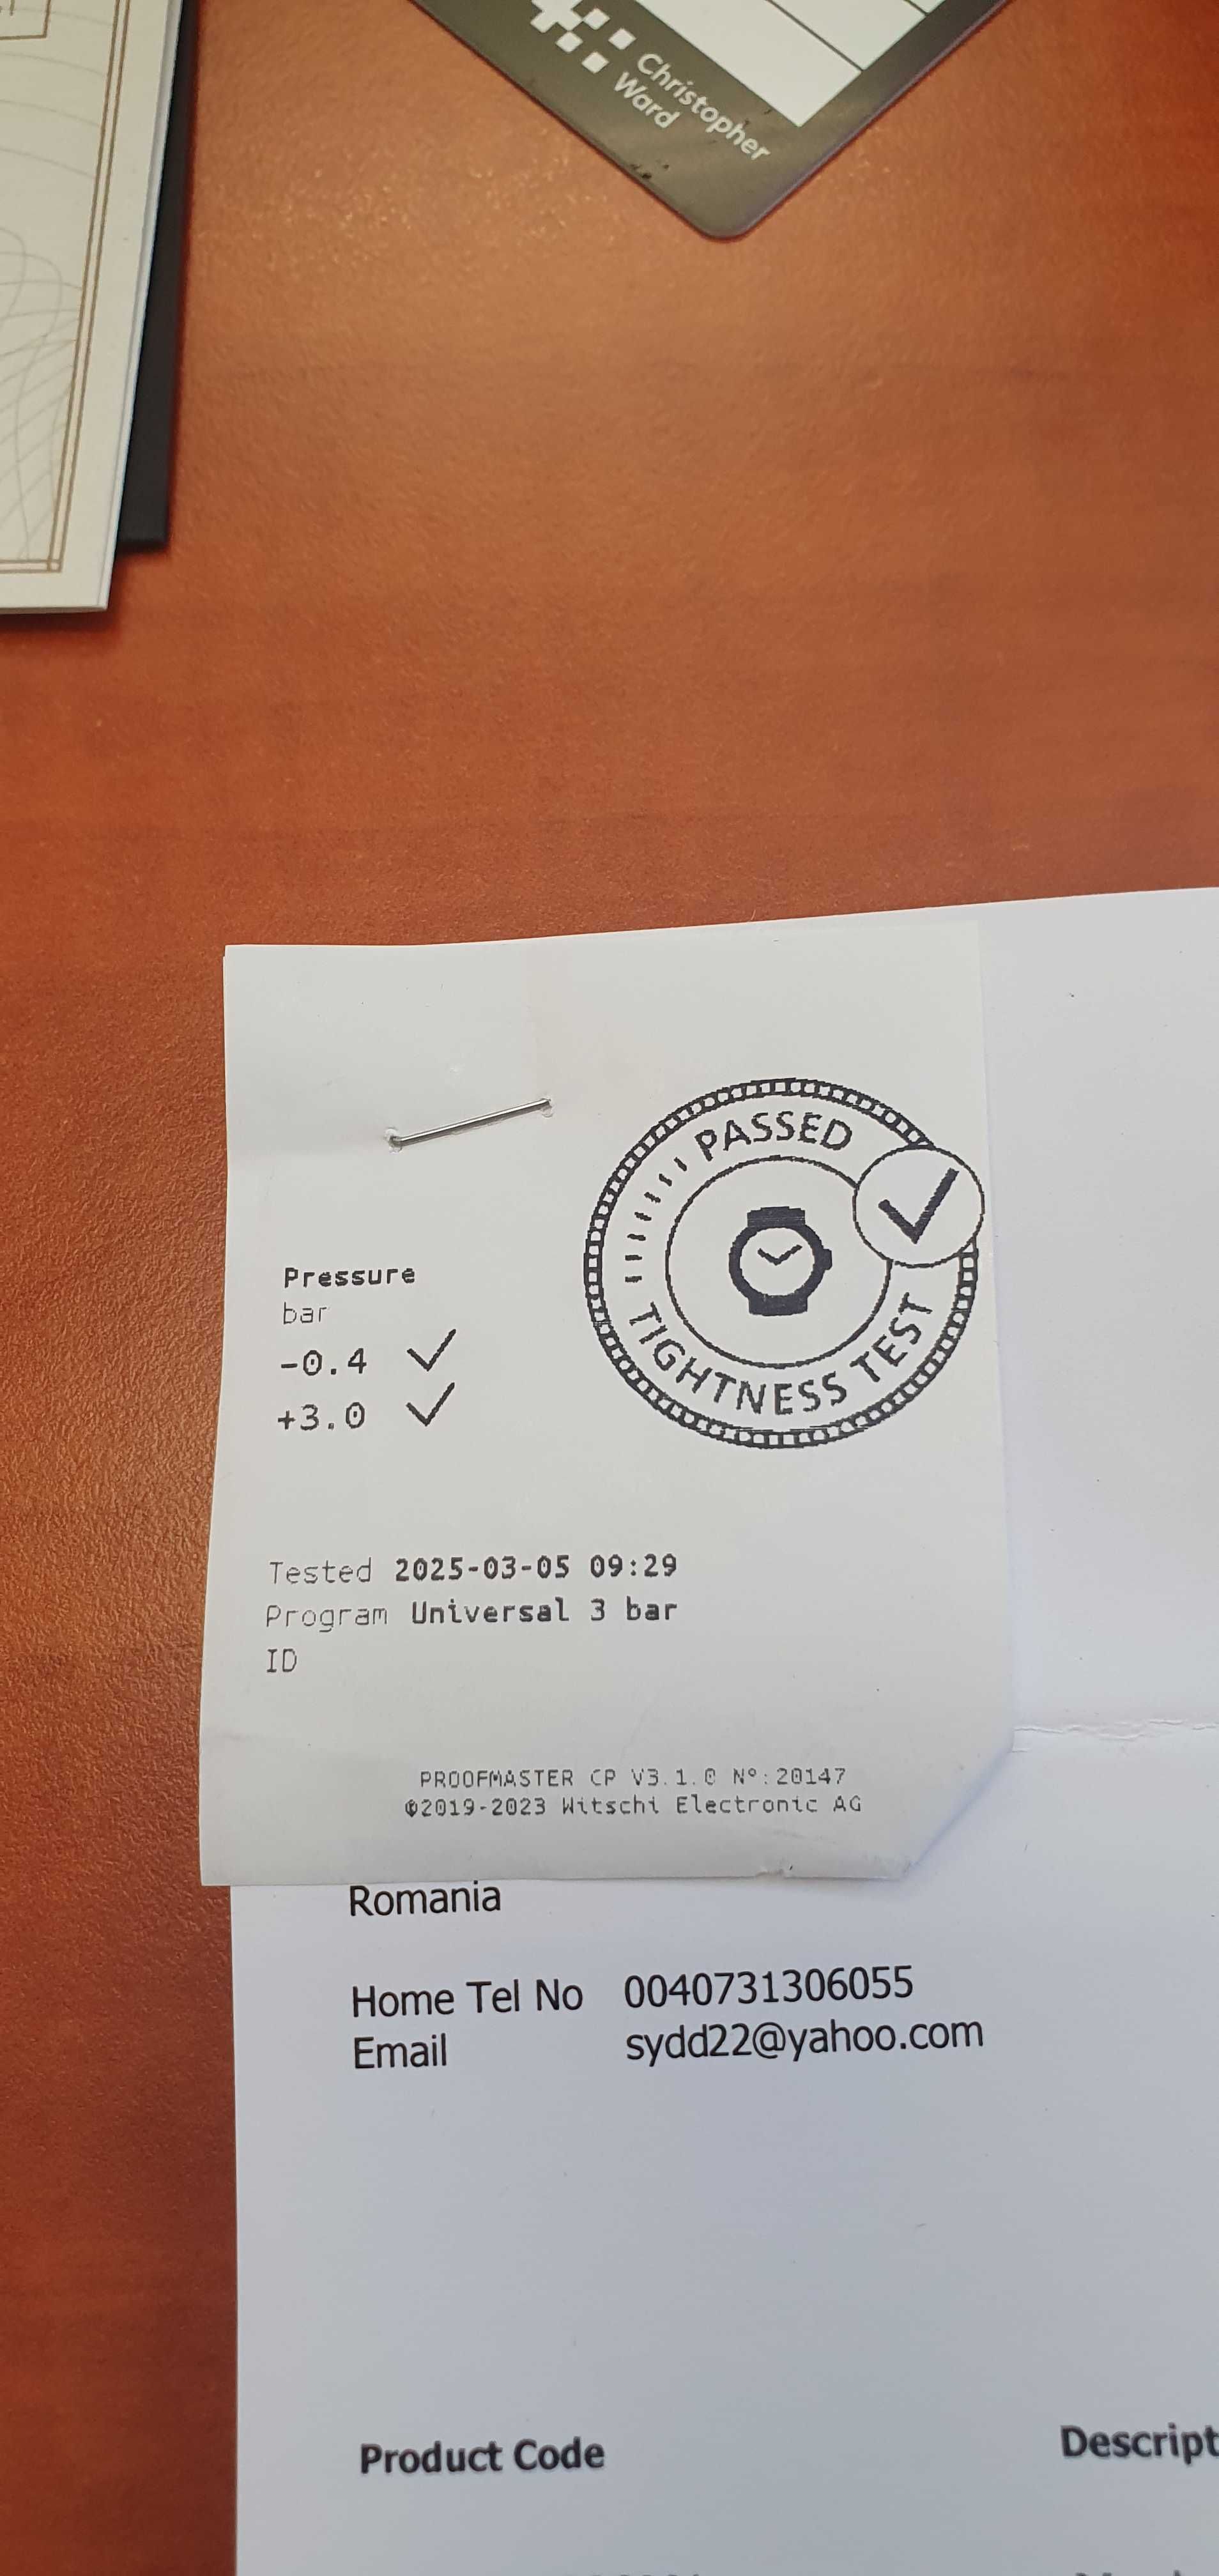 Christopher
Ward
PASSED
TIGHTNESS TEST
Pressure
bar
-0.4 ✓
+3.0 ✓
Tested 2025-03-05 09:29
Program Universal 3 bar
ID
PROOFMASTER CP V3.1.0 Nº:20147
©2019-2023 Witschi Electronic AG
Romania
Home Tel No 0040731306055
Email sydd22@yahoo.com
Product Code Descript